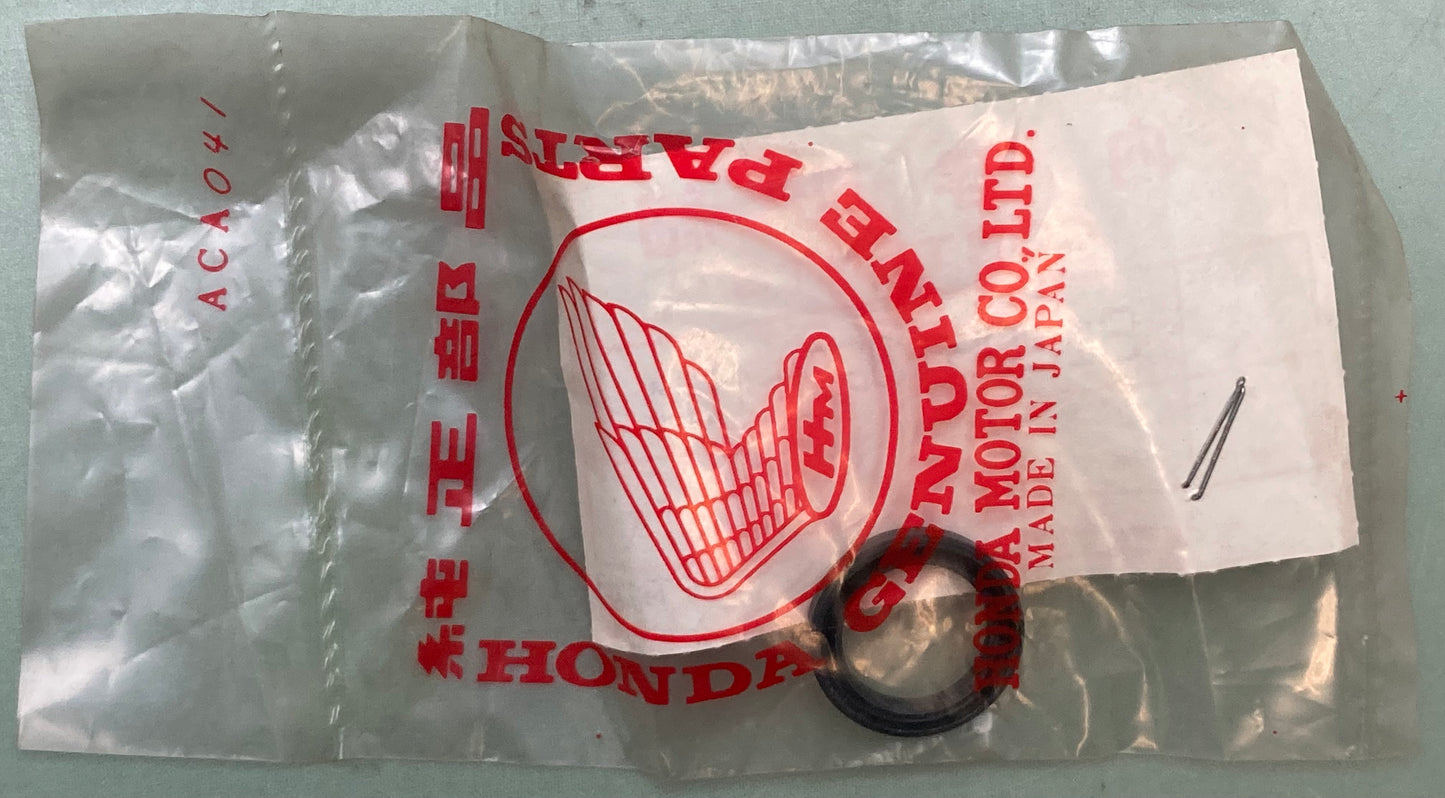 ACA041
純正部品
HONDA GENUINE PARTS
HM
HONDA MOTOR CO., LTD.
MADE IN JAPAN